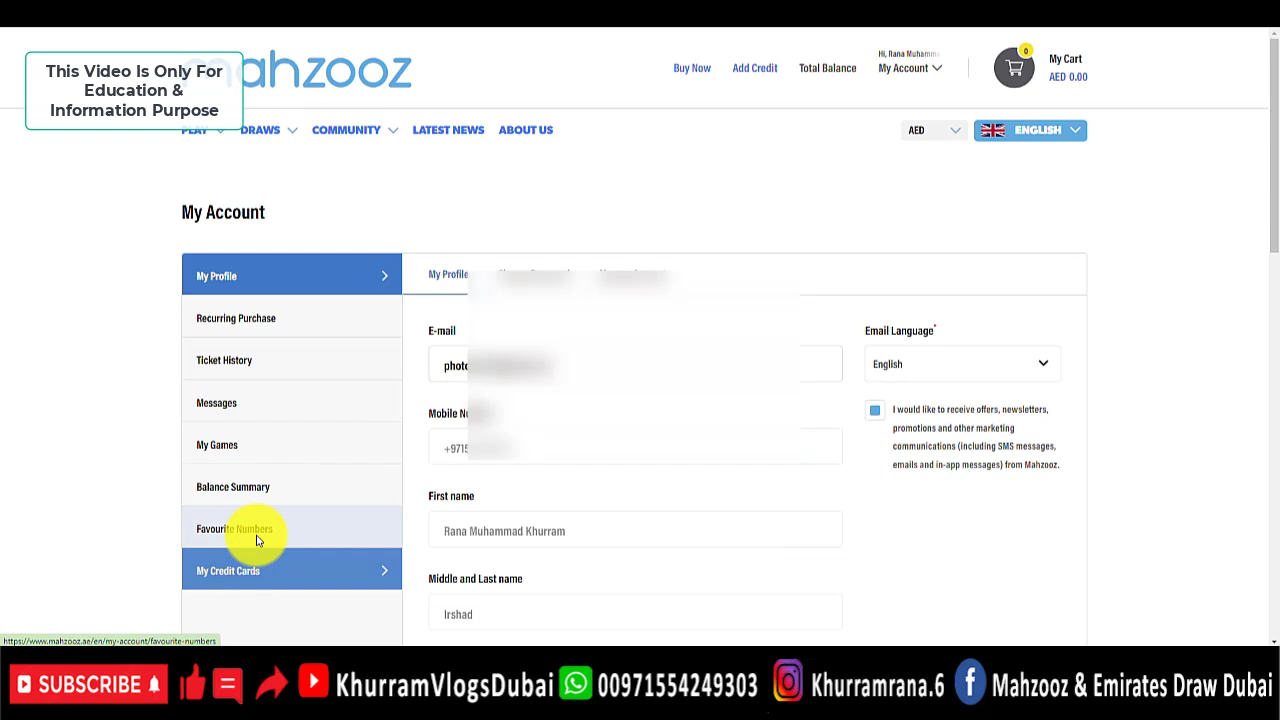 This Video Is Only For
Education &
Information Purpose
mahzooz
Buy Now
Add Credit
Total Balance
Hi, Rana Muhamma
My Account
0
My Cart
AED 0.00
PLAY
DRAWS
COMMUNITY
LATEST NEWS
ABOUT US
AED
ENGLISH
My Account
My Profile
Recurring Purchase
Ticket History
Messages
My Games
Balance Summary
Favourite Numbers
My Credit Cards
My Profile
E-mail
photo
Mobile Nu
+9715
First name
Rana Muhammad Khurram
Middle and Last name
Irshad
Email Language*
English
I would like to receive offers, newsletters,
promotions and other marketing
communications (including SMS messages,
emails and in-app messages) from Mahzooz.
https://www.mahzooz.ae/en/my-account/favourite-numbers
SUBSCRIBE
KhurramVlogsDubai
00971554249303
Khurramrana.6
Mahzooz & Emirates Draw Dubai